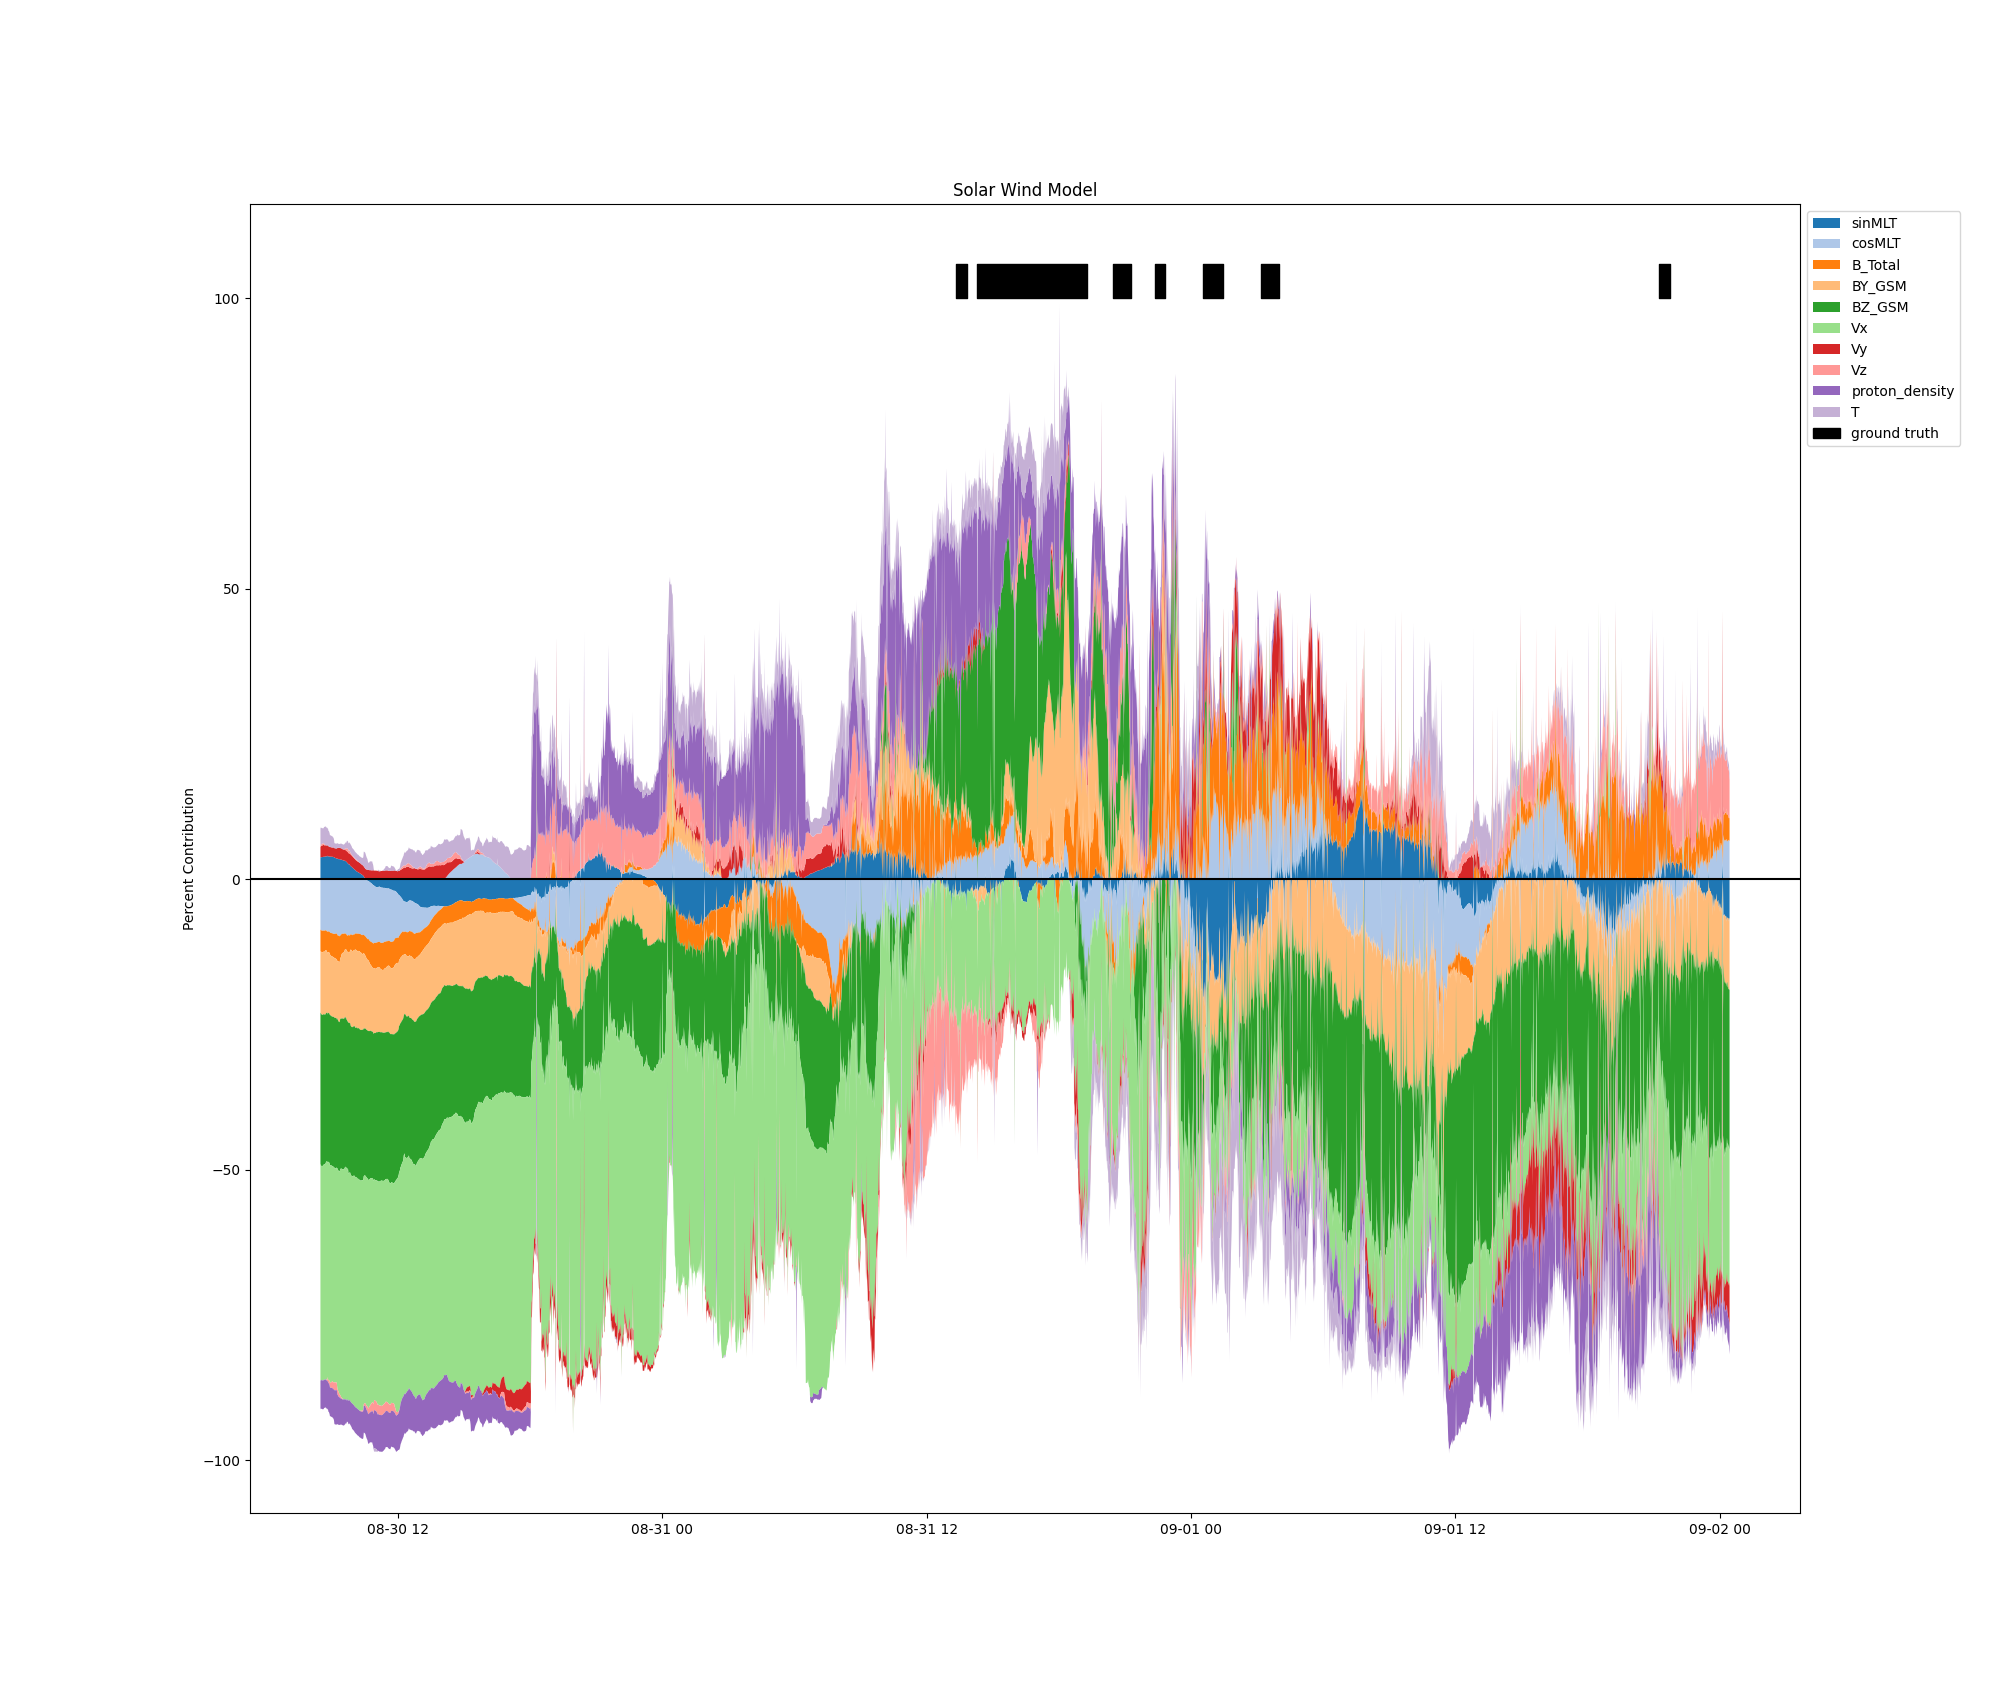 Solar Wind Model
sinMLT
cosMLT
B_Total
BY_GSM
BZ_GSM
Vx
Vy
Vz
proton_density
T
ground truth
Percent Contribution
100
50
0
−50
−100
08-30 12
08-31 00
08-31 12
09-01 00
09-01 12
09-02 00